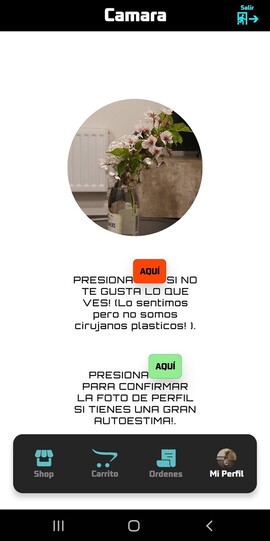 Camara
Salir
PRESIONA AQUÍ SI NO
TE GUSTA LO QUE
VES! (Lo sentimos
pero no somos
cirujanos plasticos! ).
PRESIONA AQUÍ
PARA CONFIRMAR
LA FOTO DE PERFIL
SI TIENES UNA GRAN
AUTOESTIMA!.
Shop
Carrito
Ordenes
Mi Perfil